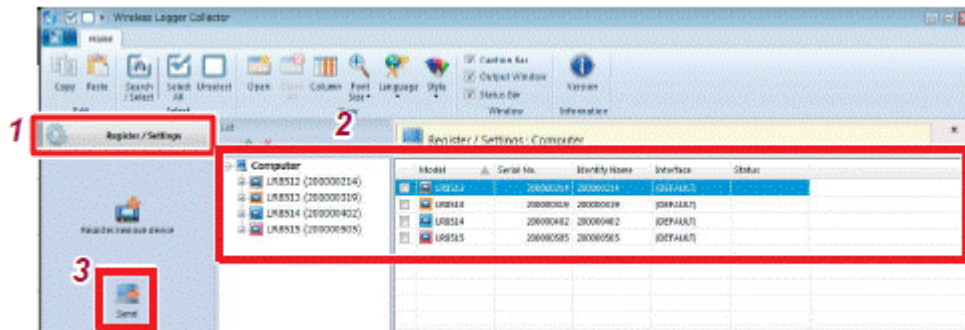 Wireless Logger Collector
Home
Copy Paste Search / Select Select All Unselect Open Column Font Size Language Style
Caption Bar
Output Window
Status Bar
Version
Window Information
1 Register / Settings
List
2
Register / Settings : Computer
Computer
LR8512 (200000214)
LR8513 (200000319)
LR8514 (200000402)
LR8515 (200000505)
Model Serial No. Identify Name Interface Status
LR8512 200000214 200000214 (DEFAULT)
LR8513 200000319 200000319 (DEFAULT)
LR8514 200000402 200000402 (DEFAULT)
LR8515 200000505 200000505 (DEFAULT)
3
Send